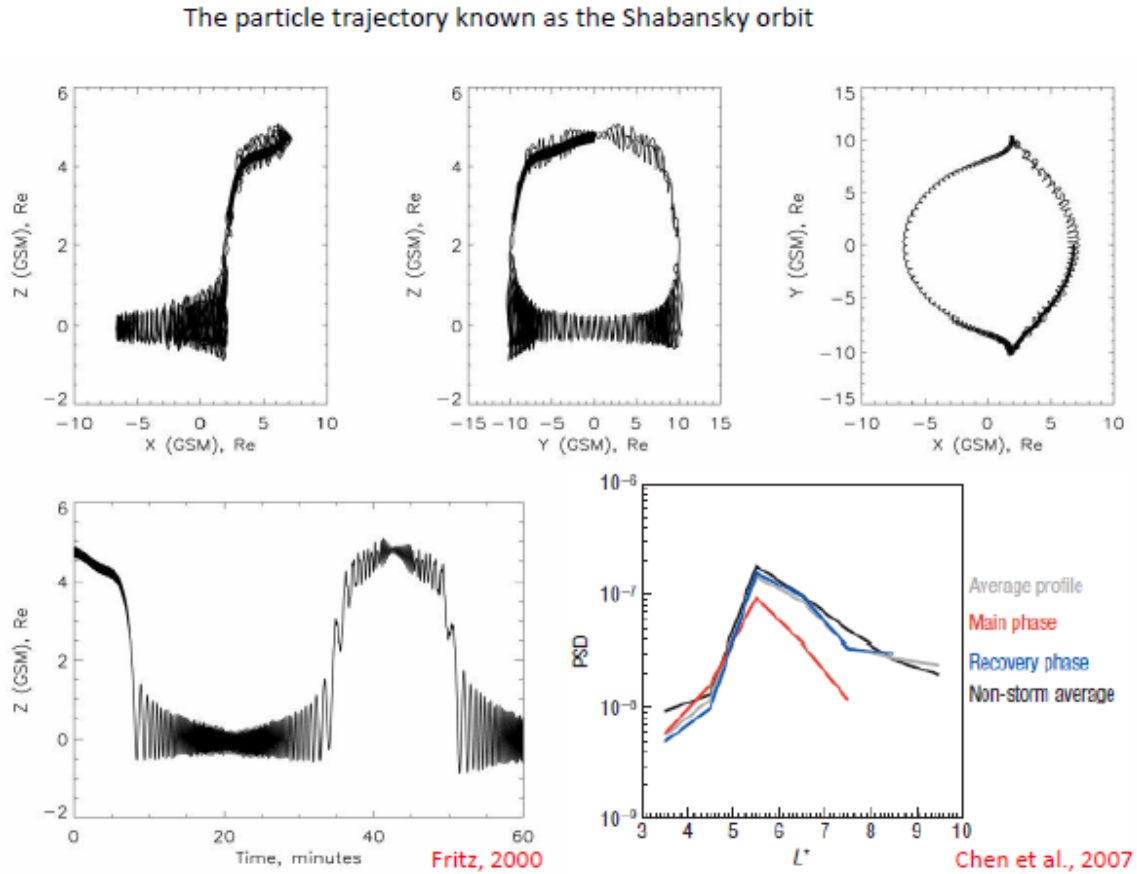 The particle trajectory known as the Shabansky orbit
6
4
2
0
−2
Z (GSM), Re
−10 −5 0 5 10
X (GSM), Re
6
4
2
0
−2
Z (GSM), Re
−15 −10 −5 0 5 10 15
Y (GSM), Re
15
10
5
0
−5
−10
−15
Y (GSM), Re
−10 −5 0 5 10
X (GSM), Re
6
4
2
0
−2
Z (GSM), Re
0 20 40 60
Time, minutes
Fritz, 2000
10⁻⁶
10⁻⁷
10⁻⁸
10⁻⁹
PSD
3 4 5 6 7 8 9 10
L*
Average profile
Main phase
Recovery phase
Non-storm average
Chen et al., 2007